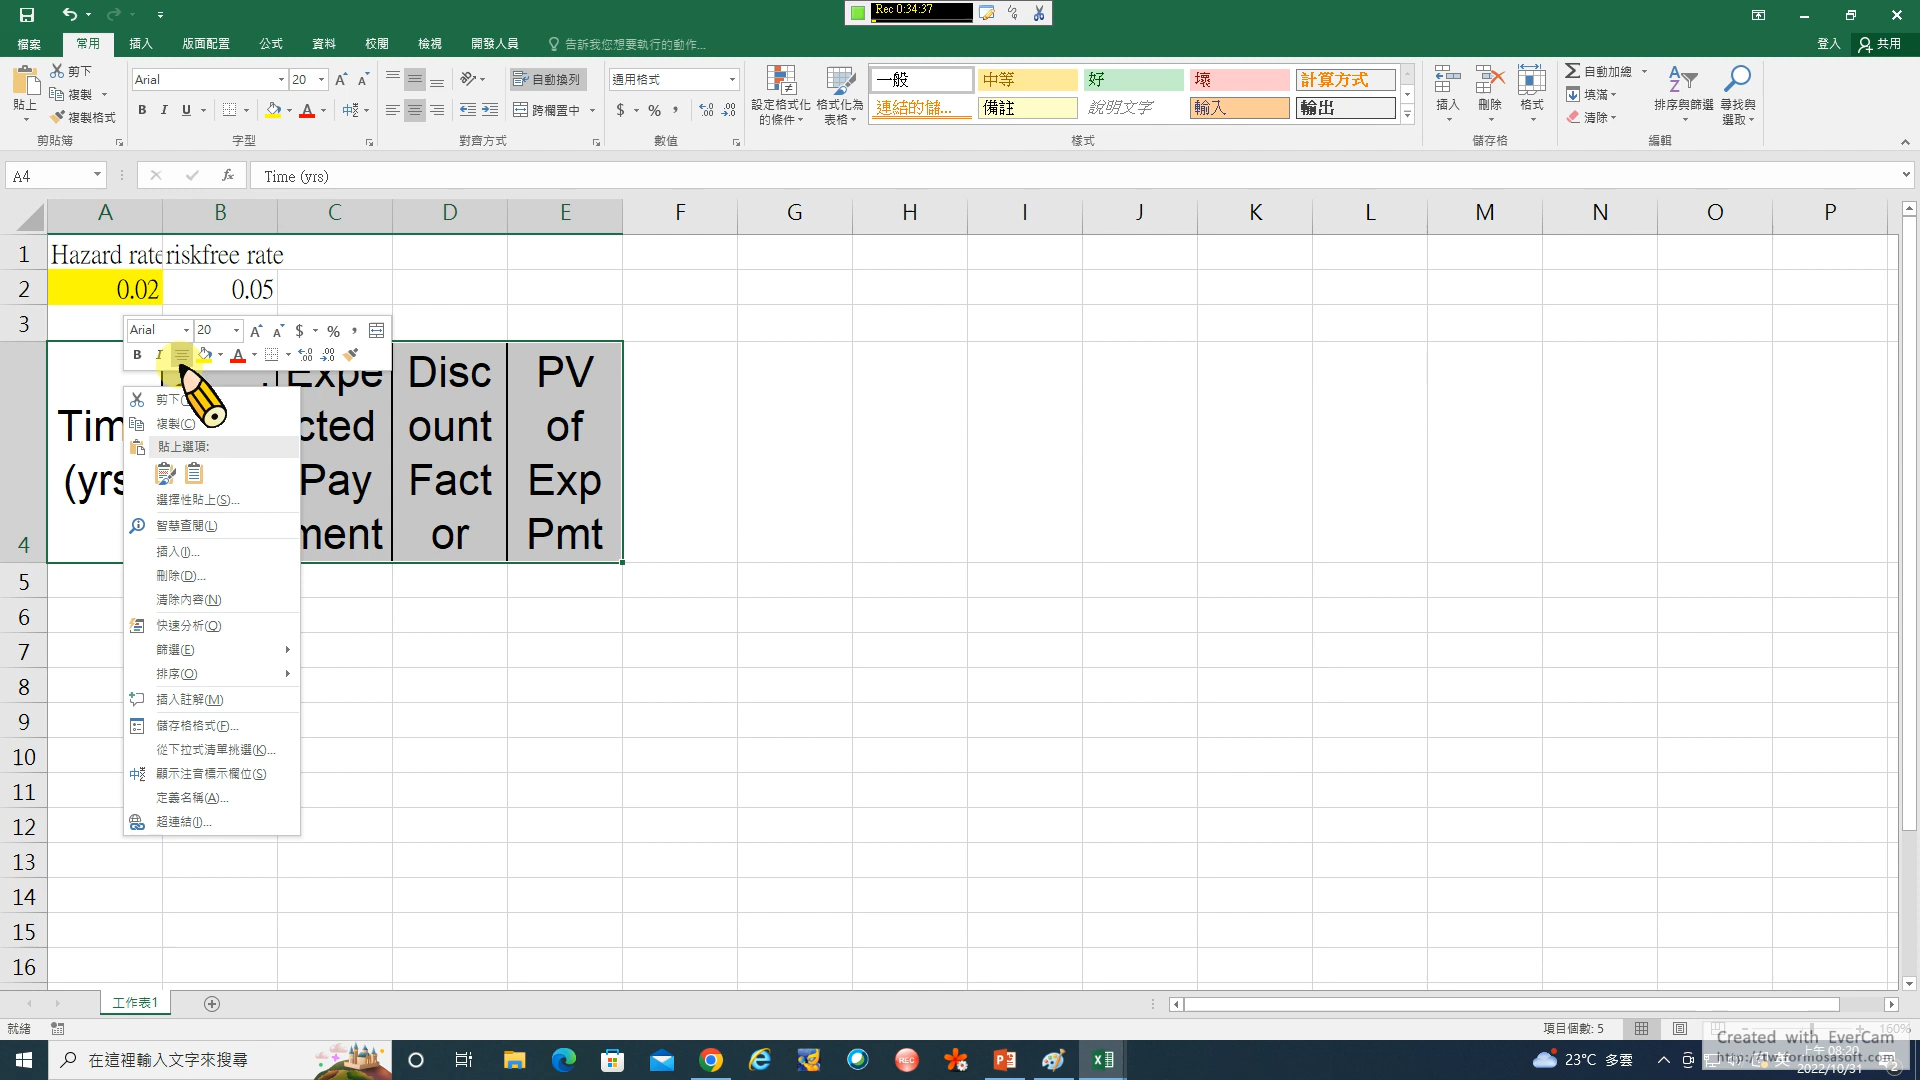 Rec 0:34:37
檔案 常用 插入 版面配置 公式 資料 校閱 檢視 開發人員 告訴我您想要執行的動作... 登入 共用
貼上 剪下 複製 複製格式 剪貼簿
Arial 20 A A B I U A 中 字型
自動換列 跨欄置中 對齊方式
通用格式 $ % , 數值
設定格式化的條件 格式化為表格
一般 中等 好 壞 計算方式
連結的儲... 備註 說明文字 輸入 輸出
樣式
插入 刪除 格式 儲存格
自動加總 填滿 清除 排序與篩選 尋找與選取 編輯
A4 fx Time (yrs)
A B C D E F G H I J K L M N O P
1 Hazard rate riskfree rate
2 0.02 0.05
3
Arial 20 A A $ % ,
B I A
4
Tim
(yrs
Expe
cted
Pay
ment
Disc
ount
Fact
or
PV
of
Exp
Pmt
剪下
複製(C)
貼上選項:
選擇性貼上(S)...
智慧查閱(L)
插入(I)...
刪除(D)...
清除內容(N)
快速分析(Q)
篩選(E)
排序(O)
插入註解(M)
儲存格格式(F)...
從下拉式清單挑選(K)...
顯示注音標示欄位(S)
定義名稱(A)...
超連結(I)...
5
6
7
8
9
10
11
12
13
14
15
16
工作表1
就緒 項目個數: 5 160%
Created with EverCam
http://twformosasoft.com
在這裡輸入文字來搜尋 REC 23°C 多雲 英 上午 08:20
2022/10/31 2